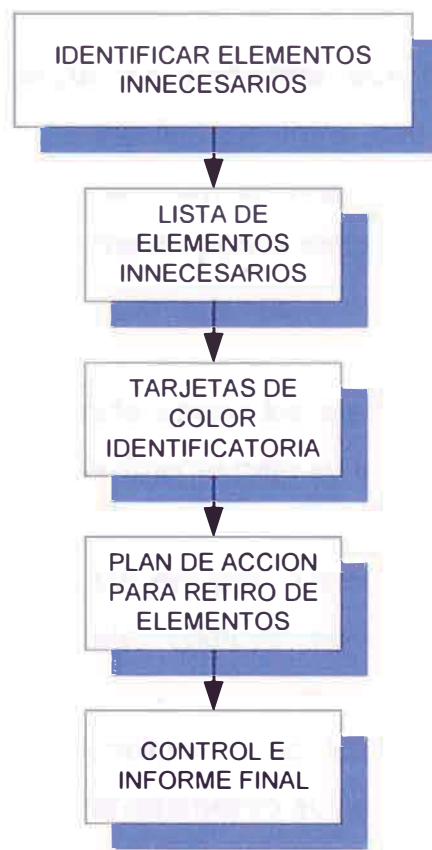 IDENTIFICAR ELEMENTOS
INNECESARIOS
LISTA DE
ELEMENTOS
INNECESARIOS
TARJETAS DE
COLOR
IDENTIFICATORIA
PLAN DE ACCION
PARA RETIRO DE
ELEMENTOS
CONTROL E
INFORME FINAL